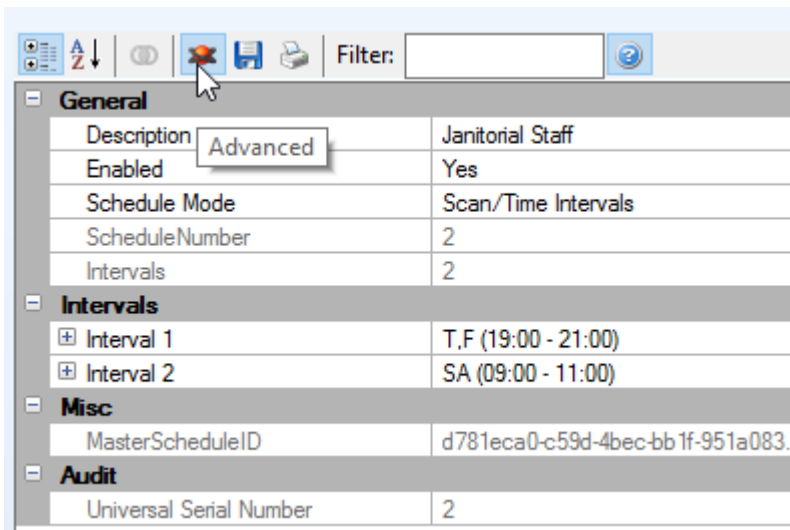 Filter:
General
Description Janitorial Staff
Advanced
Enabled Yes
Schedule Mode Scan/Time Intervals
ScheduleNumber 2
Intervals 2
Intervals
Interval 1 T,F (19:00 - 21:00)
Interval 2 SA (09:00 - 11:00)
Misc
MasterScheduleID d781eca0-c59d-4bec-bb1f-951a083.
Audit
Universal Serial Number 2